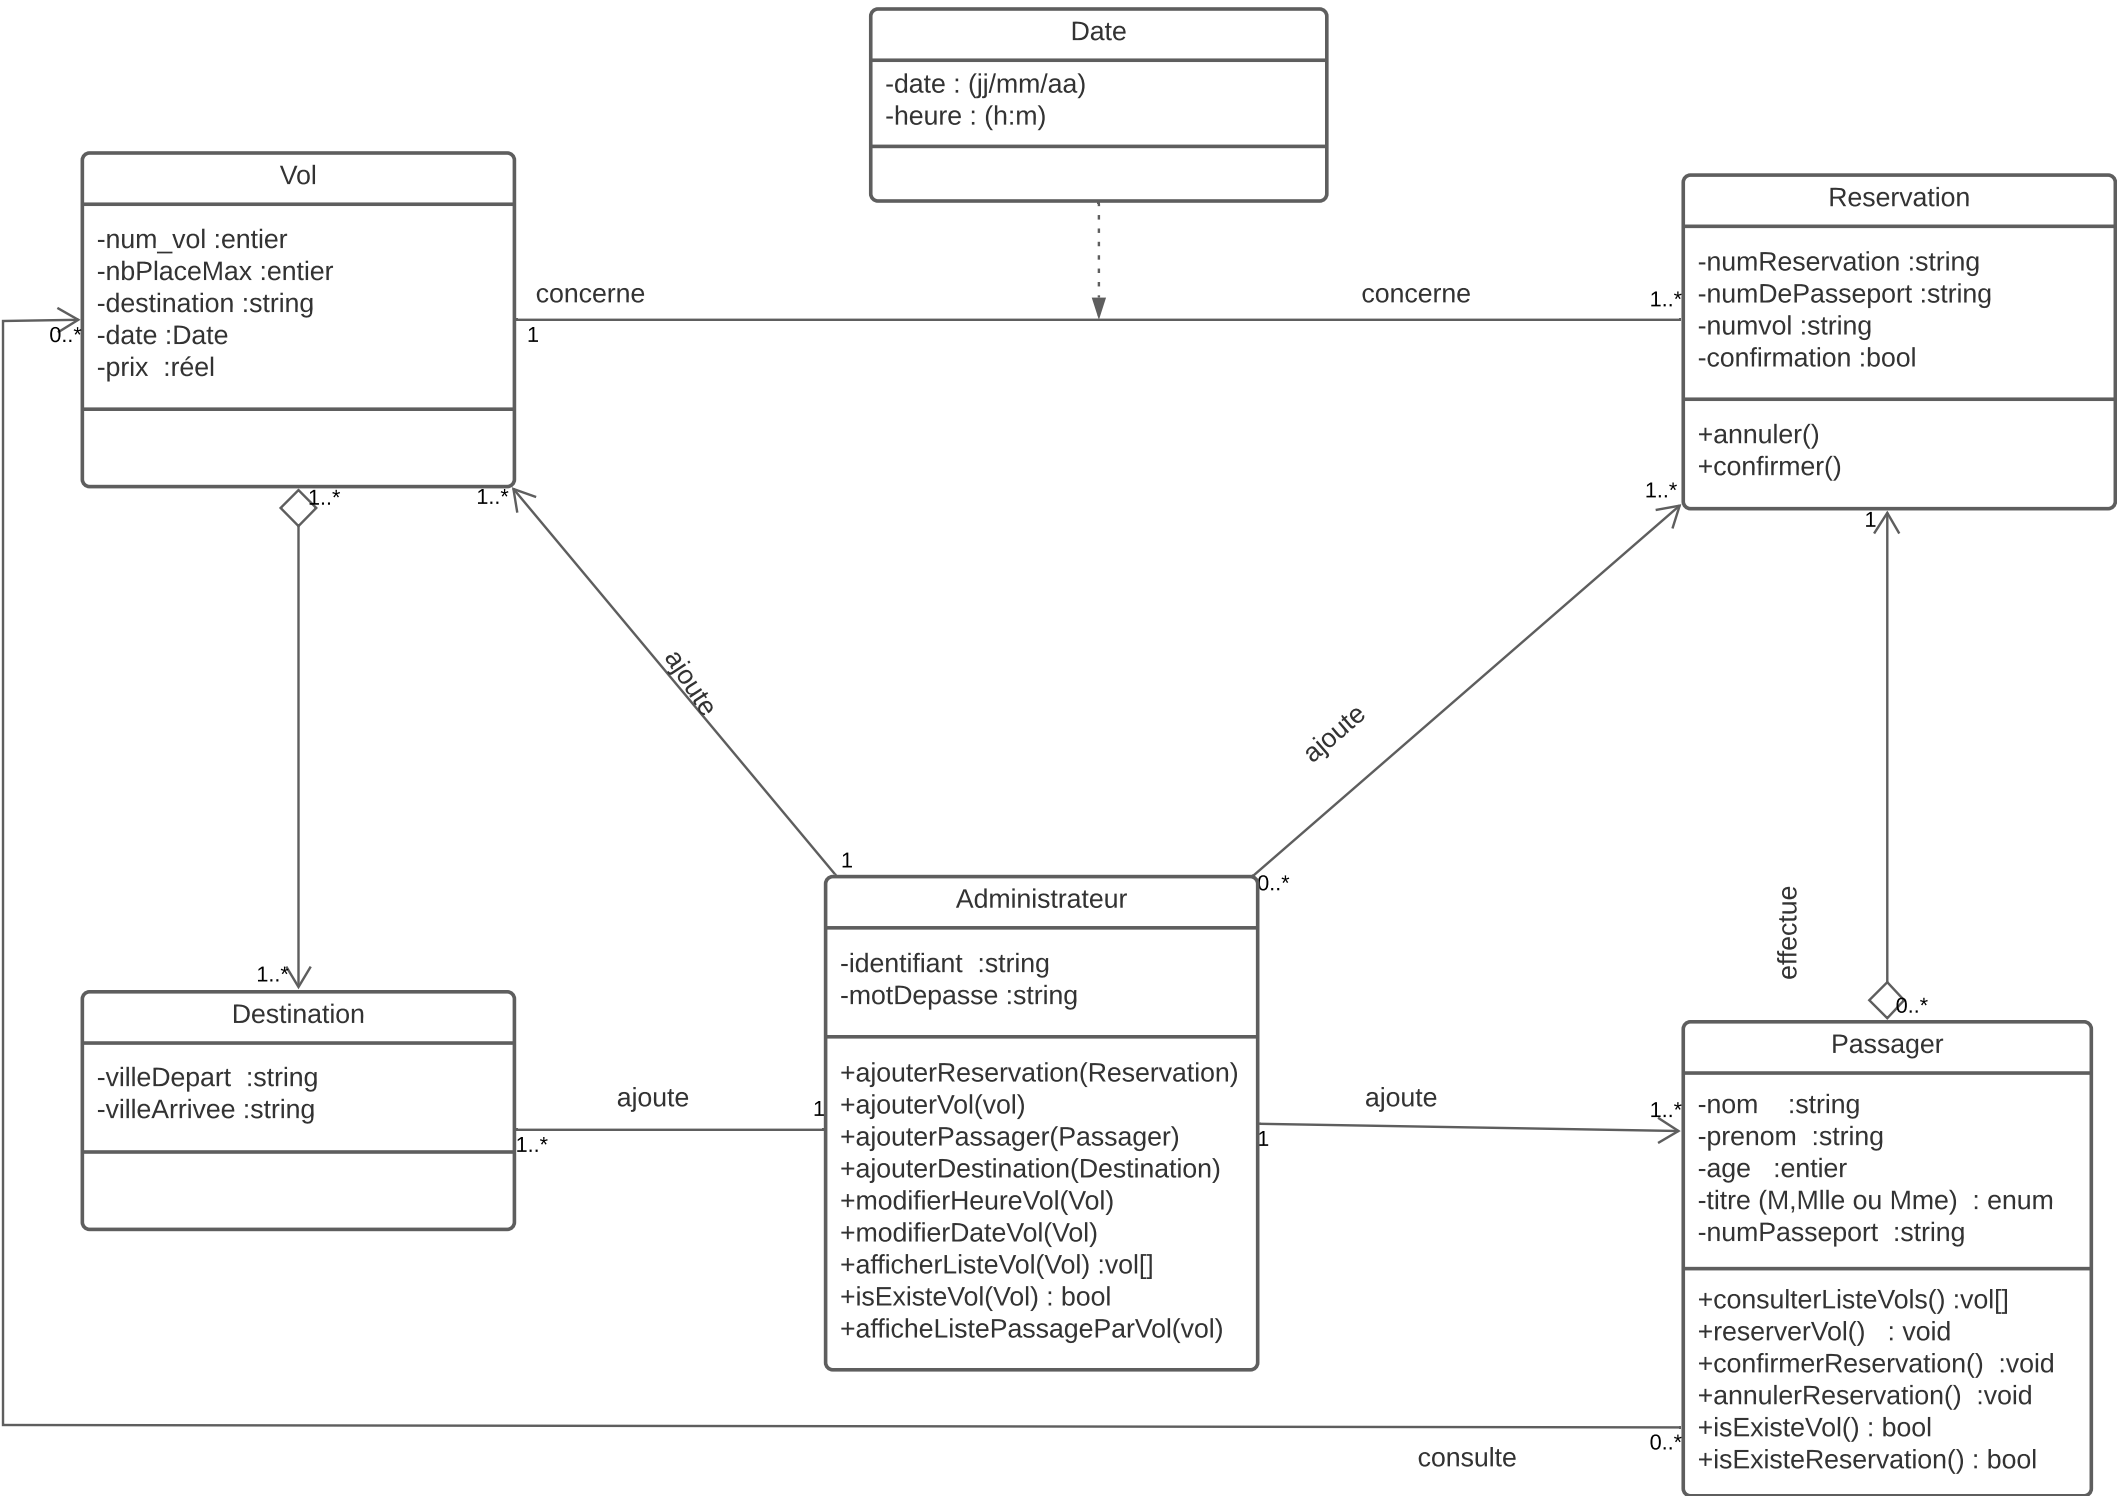 Date
-date : (jj/mm/aa)
-heure : (h:m)
Vol
-num_vol :entier
-nbPlaceMax :entier
-destination :string
-date :Date
-prix  :réel
Reservation
-numReservation :string
-numDePasseport :string
-numvol :string
-confirmation :bool
+annuler()
+confirmer()
concerne
concerne
1..*
0..*
1
1..*
1..*
1..*
1
ajoute
ajoute
1
0..*
effectue
1..*
0..*
Administrateur
-identifiant  :string
-motDepasse :string
+ajouterReservation(Reservation)
+ajouterVol(vol)
+ajouterPassager(Passager)
+ajouterDestination(Destination)
+modifierHeureVol(Vol)
+modifierDateVol(Vol)
+afficherListeVol(Vol) :vol[]
+isExisteVol(Vol) : bool
+afficheListePassageParVol(vol)
Destination
-villeDepart  :string
-villeArrivee :string
ajoute
1
1..*
ajoute
1..*
1
Passager
-nom    :string
-prenom  :string
-age   :entier
-titre (M,Mlle ou Mme)  : enum
-numPasseport  :string
+consulterListeVols() :vol[]
+reserverVol()   : void
+confirmerReservation()  :void
+annulerReservation()  :void
+isExisteVol() : bool
+isExisteReservation() : bool
0..*
consulte